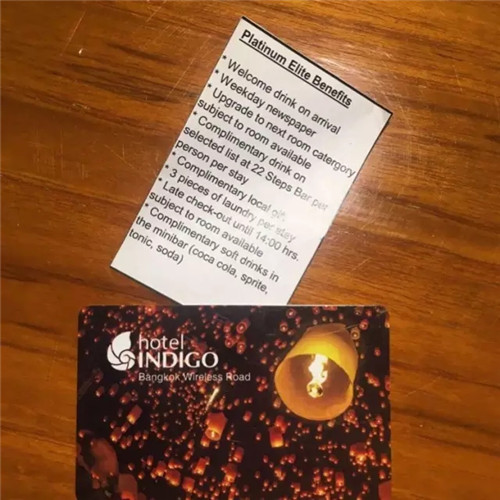 Platinum Elite Benefits
* Welcome drink on arrival
* Weekday newspaper
* Upgrade to next room catergory
subject to room available
* Complimentary drink on
selected list at 22 Steps Bar per
person per stay
* Complimentary local gift
* 3 pieces of laundry per stay
* Late check-out until 14:00 hrs.
subject to room available
* Complimentary soft drinks in
the minibar (coca cola, sprite,
tonic, soda)
hotel
INDIGO
Bangkok Wireless Road